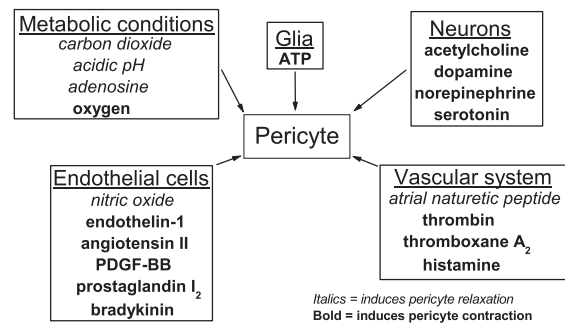 Metabolic conditions
carbon dioxide
acidic pH
adenosine
oxygen
Glia
ATP
Neurons
acetylcholine
dopamine
norepinephrine
serotonin
Pericyte
Endothelial cells
nitric oxide
endothelin-1
angiotensin II
PDGF-BB
prostaglandin I2
bradykinin
Vascular system
atrial naturetic peptide
thrombin
thromboxane A2
histamine
Italics = induces pericyte relaxation
Bold = induces pericyte contraction